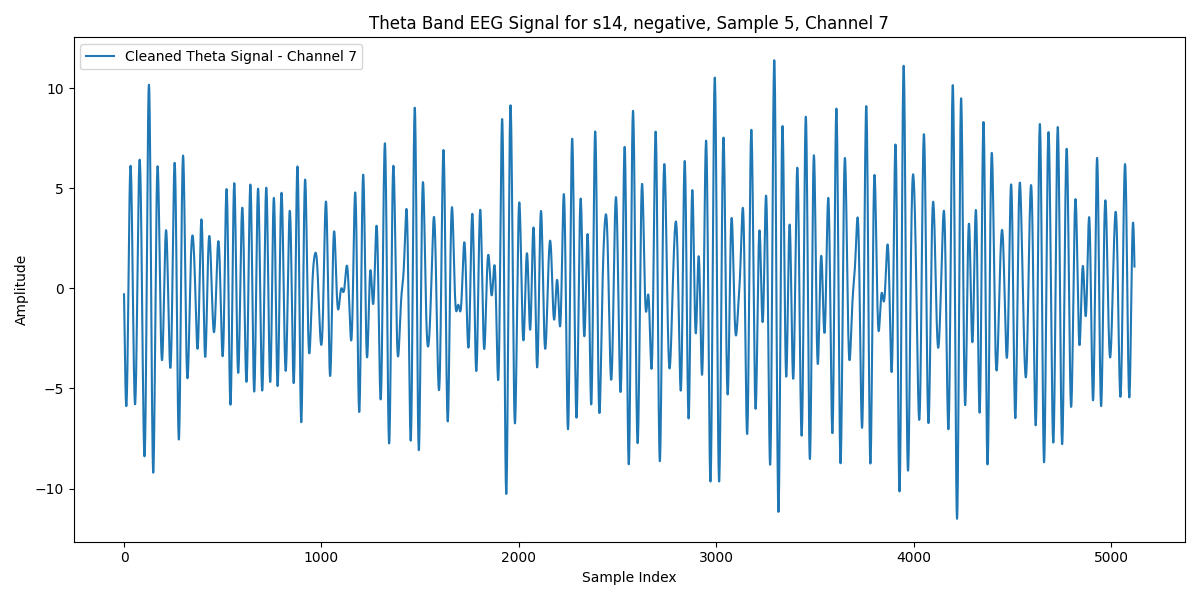 Theta Band EEG Signal for s14, negative, Sample 5, Channel 7
Cleaned Theta Signal - Channel 7
Amplitude
10
5
0
−5
−10
0 1000 2000 3000 4000 5000
Sample Index